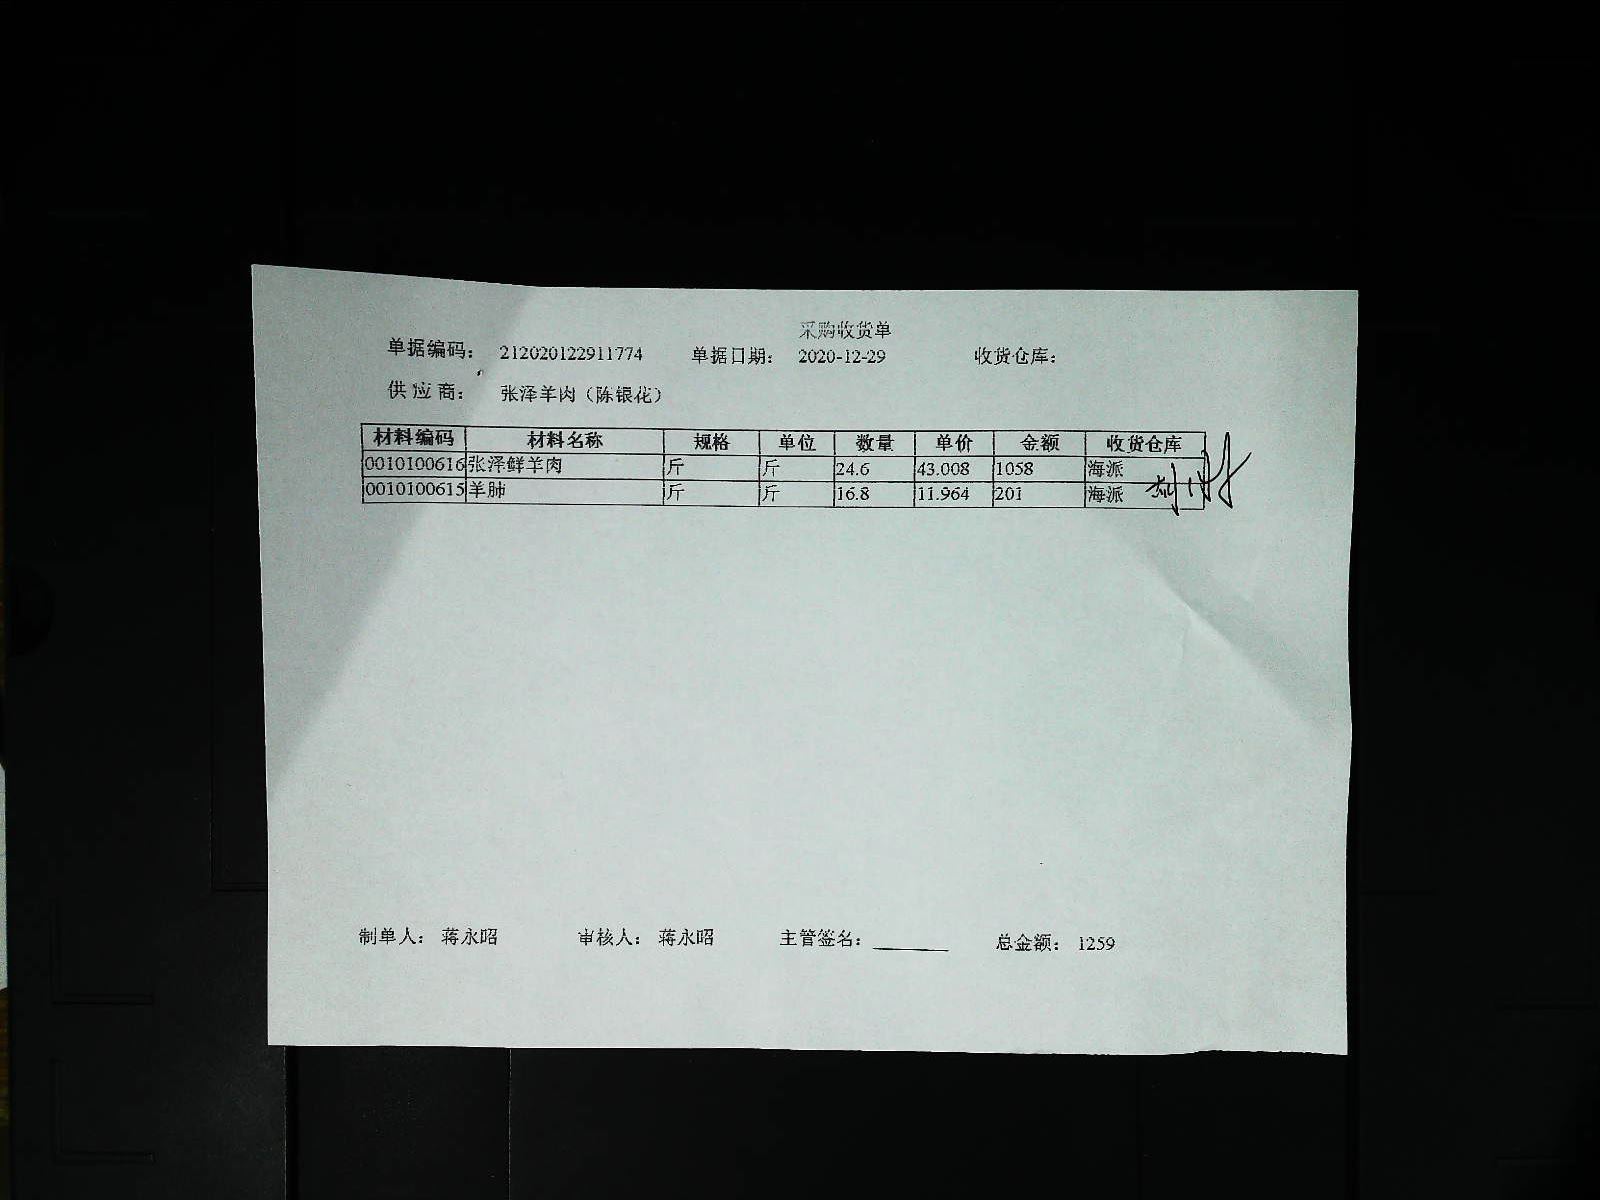 采购收货单
单据编码： 212020122911774 单据日期： 2020-12-29 收货仓库：
供应商： 张泽羊肉（陈银花）
材料编码 材料名称 规格 单位 数量 单价 金额 收货仓库
0010100616 张泽鲜羊肉 斤 斤 24.6 43.008 1058 海派
0010100615 羊肺 斤 斤 16.8 11.964 201 海派
制单人： 蒋永昭 审核人： 蒋永昭 主管签名：______ 总金额： 1259